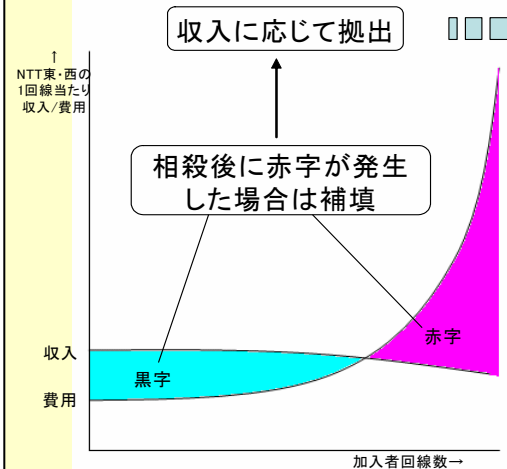 収入に応じて拠出
↑
NTT東・西の
1回線当たり
収入/費用
相殺後に赤字が発生
した場合は補填
収入
赤字
黒字
費用
加入者回線数→